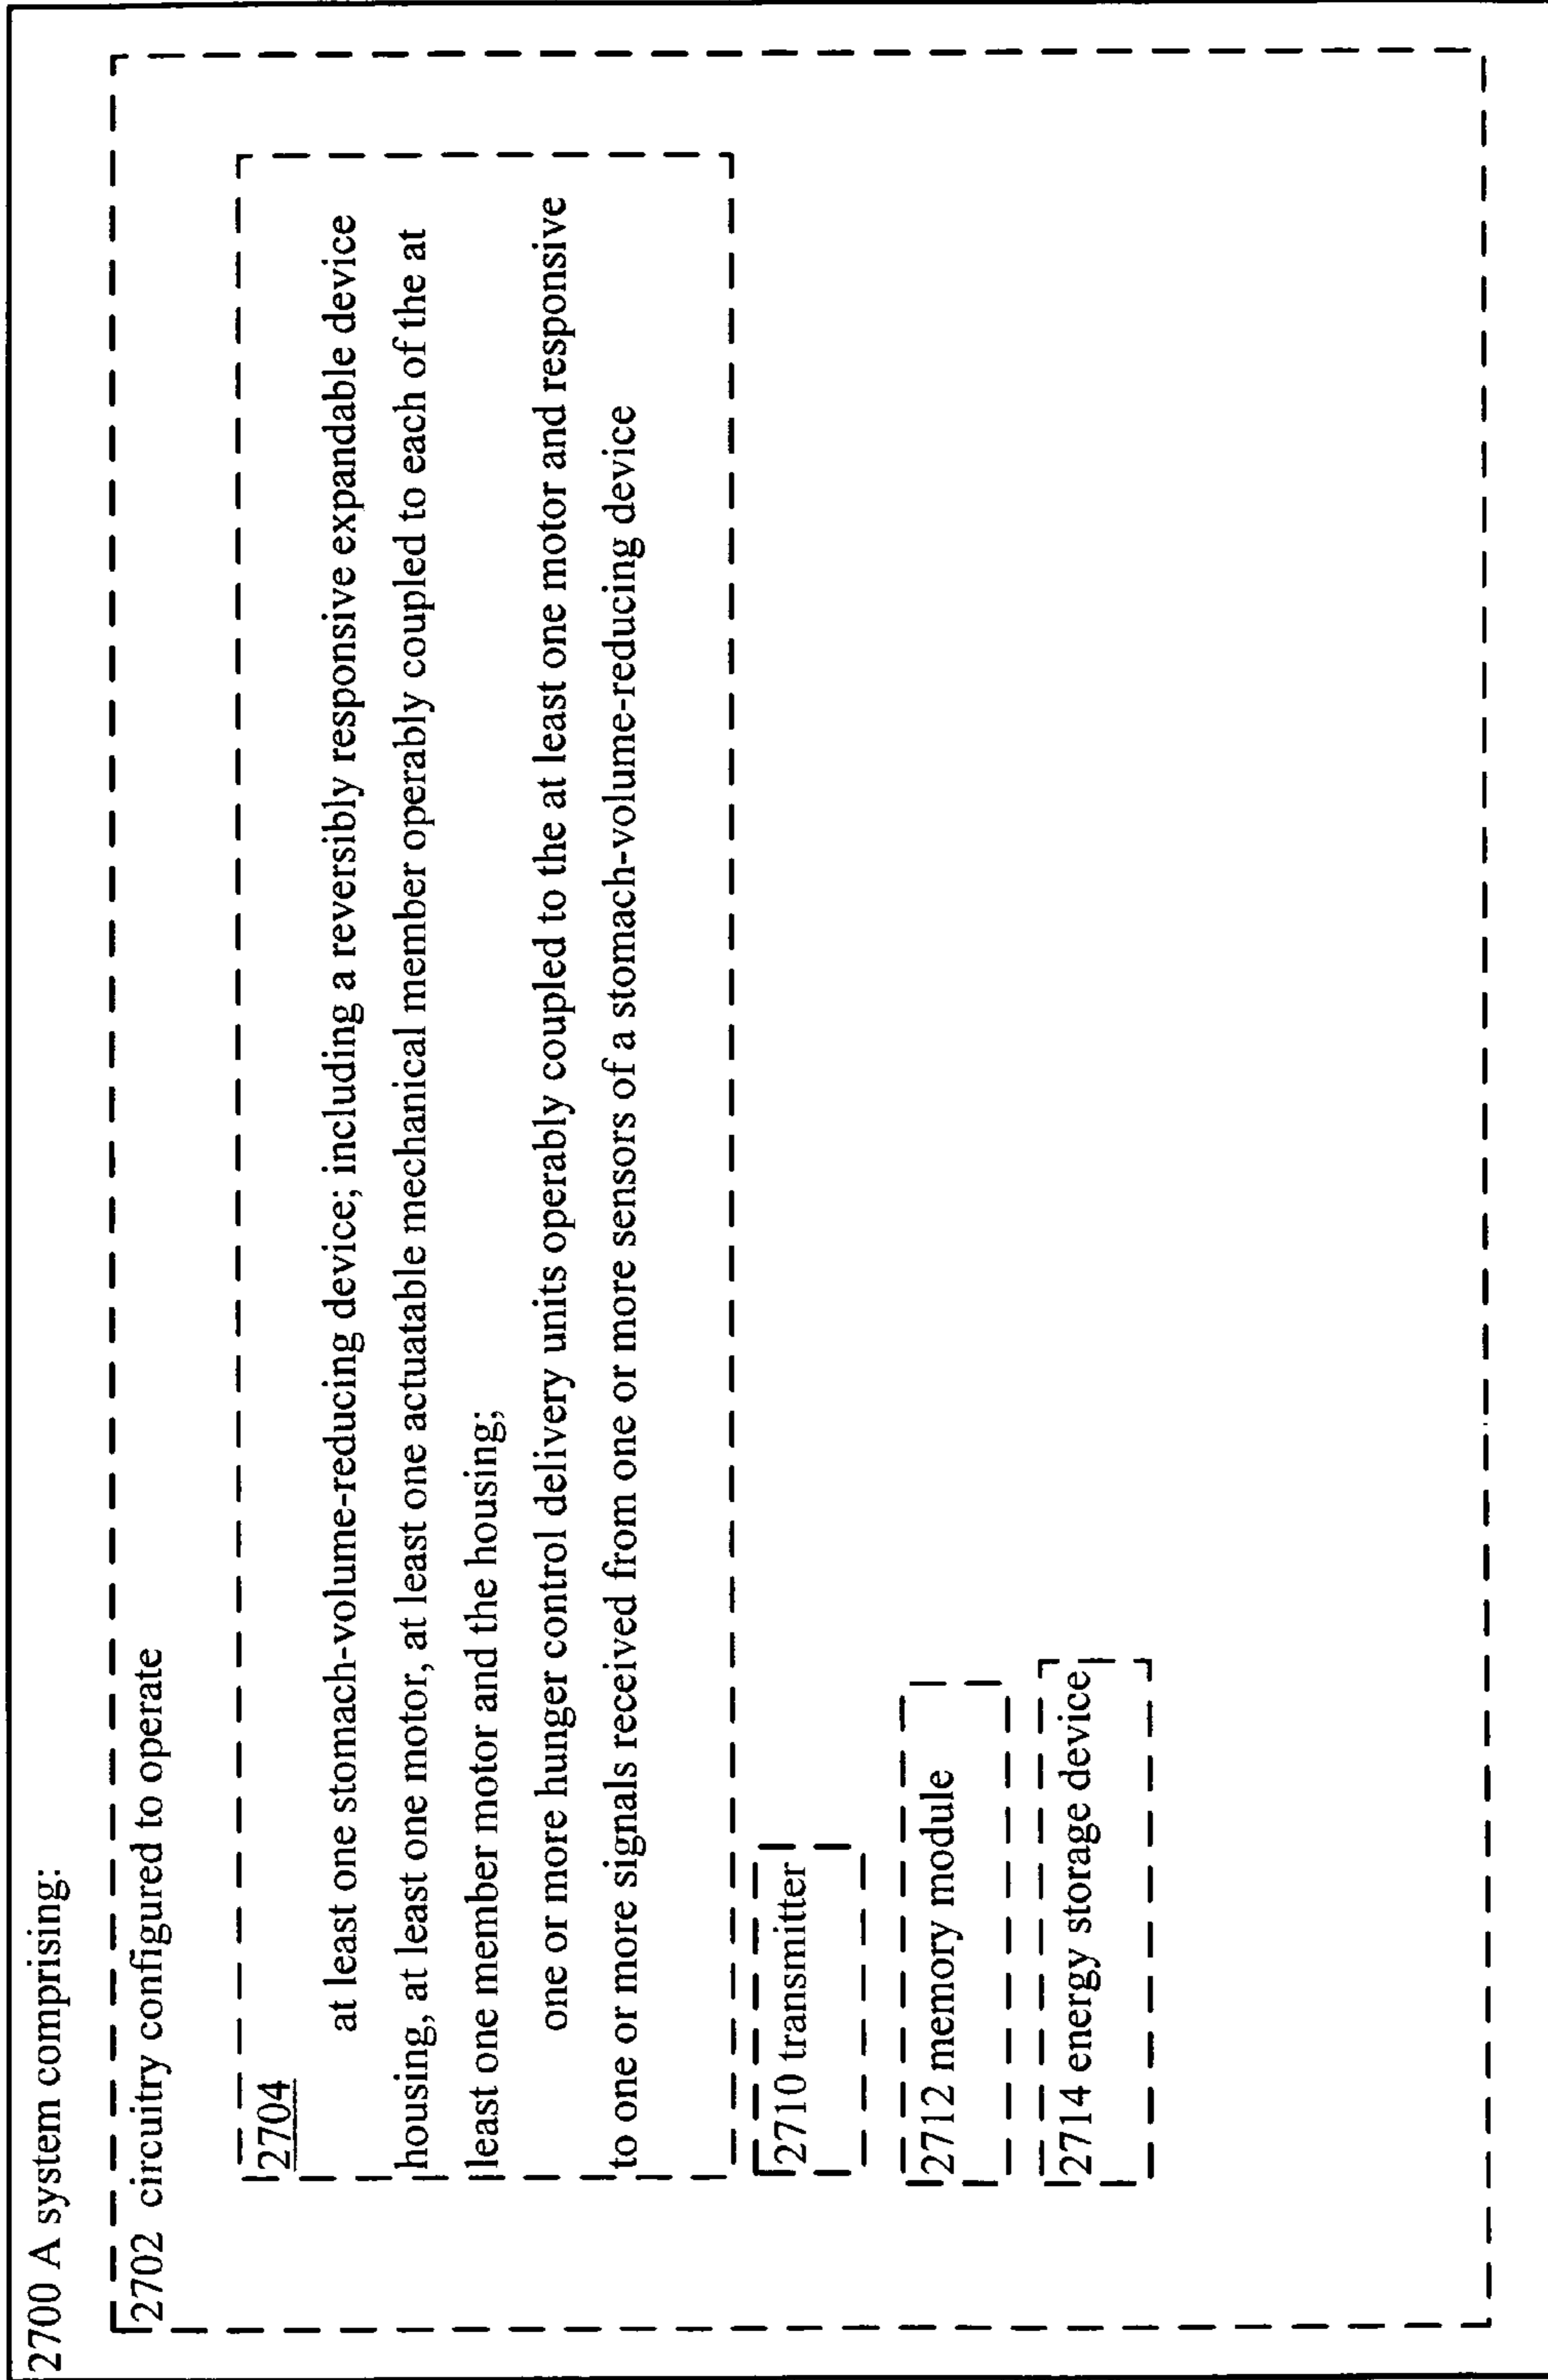 2700 A system comprising:
2702 circuitry configured to operate
2704
at least one stomach-volume-reducing device; including a reversibly responsive expandable device
housing, at least one motor, at least one actuatable mechanical member operably coupled to each of the at
least one member motor and the housing;
one or more hunger control delivery units operably coupled to the at least one motor and responsive
to one or more signals received from one or more sensors of a stomach-volume-reducing device
2710 transmitter
2712 memory module
2714 energy storage device